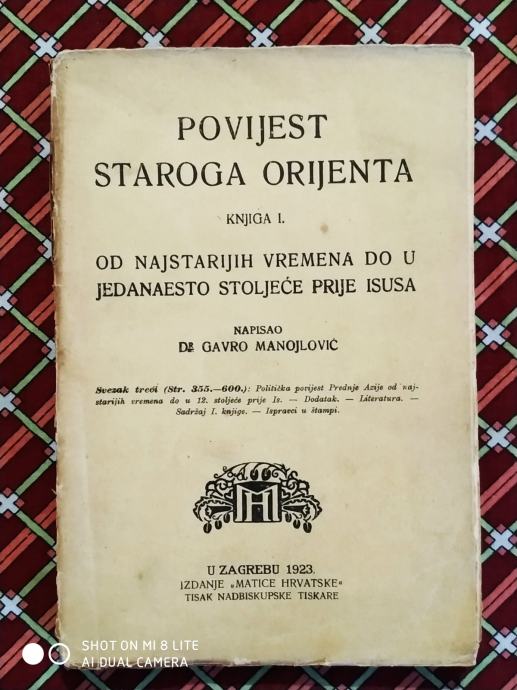 POVIJEST
STAROGA ORIJENTA
KNJIGA I.
OD NAJSTARIJIH VREMENA DO U
JEDANAESTO STOLJEĆE PRIJE ISUSA
NAPISAO
DR GAVRO MANOJLOVIĆ
Svezak treći (Str. 355.—600.): Politička povijest Prednje Azije od naj-
starijih vremena do u 12. stoljeće prije Is. — Dodatak. — Literatura. —
Sadržaj I. knjige. — Ispravci u štampi.
MH
U ZAGREBU 1923.
IZDANJE „MATICE HRVATSKE“
TISAK NADBISKUPSKE TISKARE
SHOT ON MI 8 LITE
AI DUAL CAMERA